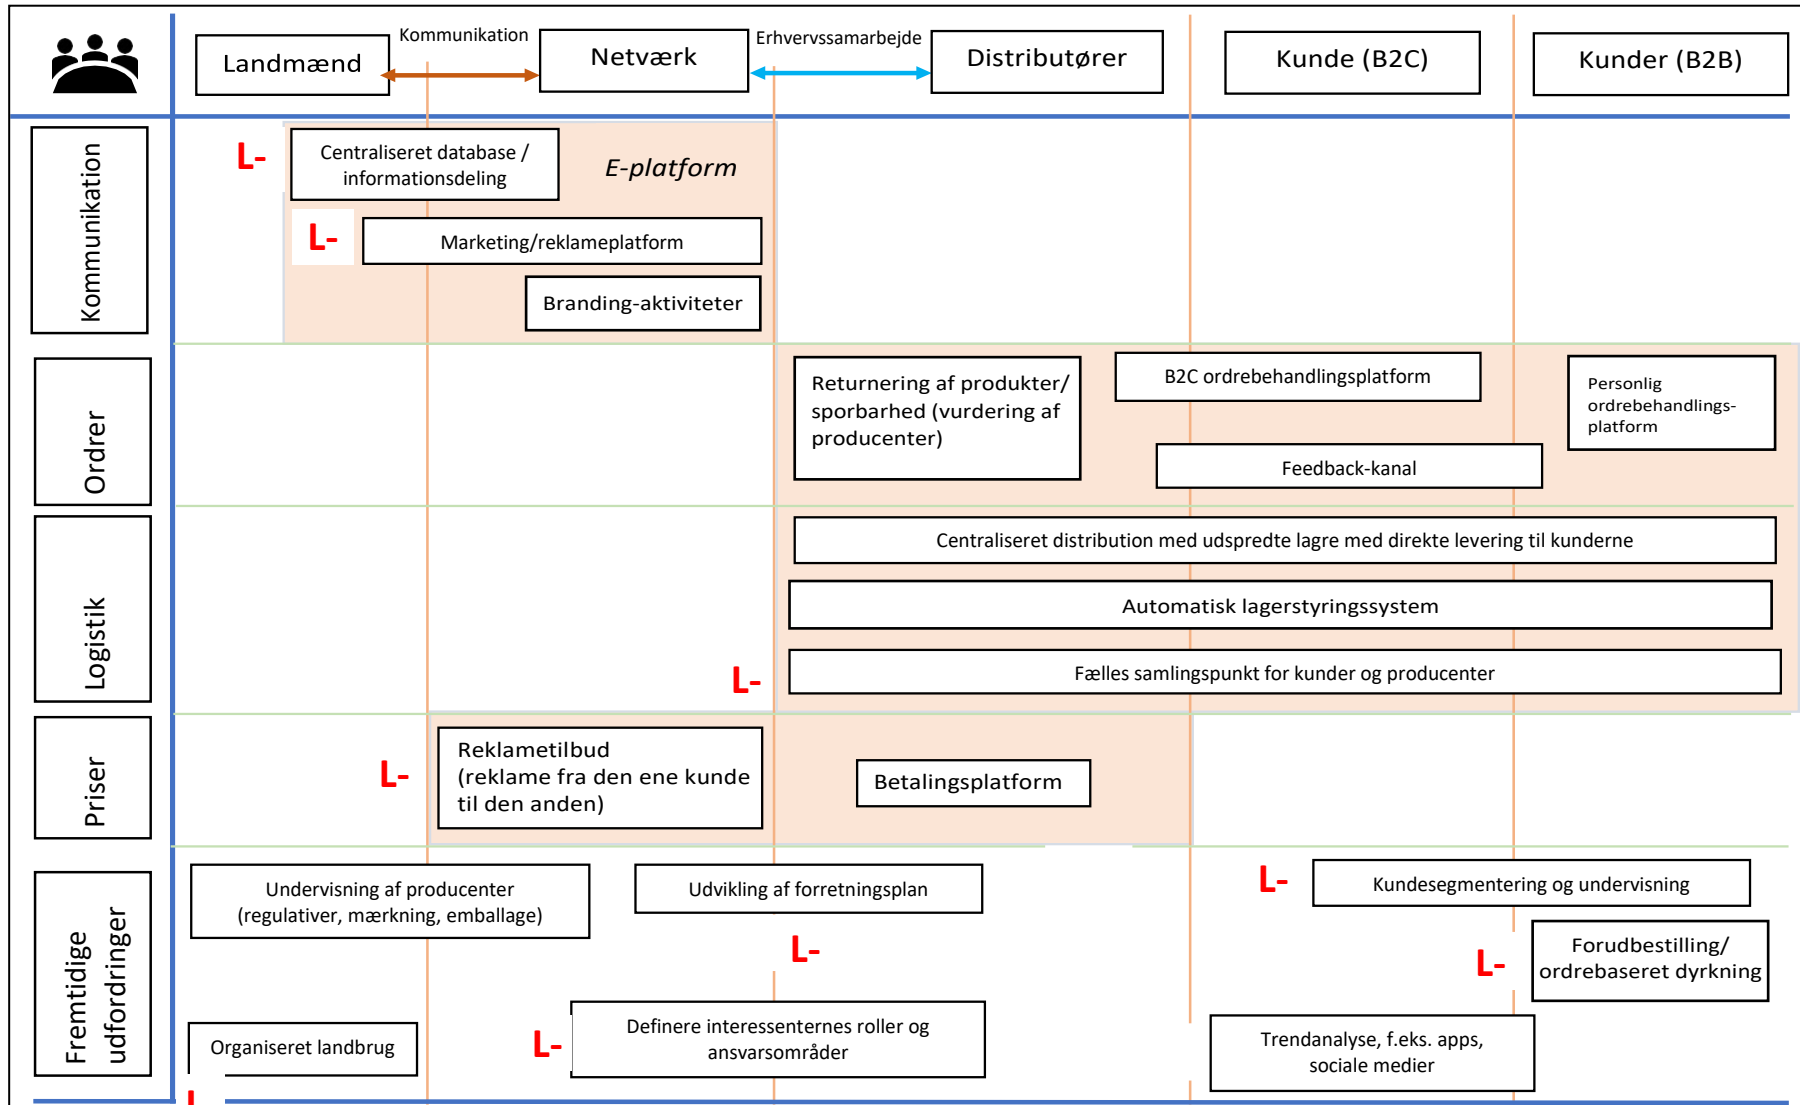 Landmænd
Kommunikation
Netværk
Erhvervssamarbejde
Distributører
Kunde (B2C)
Kunder (B2B)
Kommunikation
L-
Centraliseret database /
informationsdeling
E-platform
L-
Marketing/reklameplatform
Branding-aktiviteter
Ordrer
Returnering af produkter/
sporbarhed (vurdering af
producenter)
B2C ordrebehandlingsplatform
Feedback-kanal
Personlig
ordrebehandlings-
platform
Logistik
Centraliseret distribution med udspredte lagre med direkte levering til kunderne
Automatisk lagerstyringssystem
L-
Fælles samlingspunkt for kunder og producenter
Priser
L-
Reklametilbud
(reklame fra den ene kunde
til den anden)
Betalingsplatform
Fremtidige
udfordringer
Undervisning af producenter
(regulativer, mærkning, emballage)
Udvikling af forretningsplan
L-
L-
Kundesegmentering og undervisning
L-
Forudbestilling/
ordrebaseret dyrkning
Organiseret landbrug
L-
Definere interessenternes roller og
ansvarsområder
Trendanalyse, f.eks. apps,
sociale medier